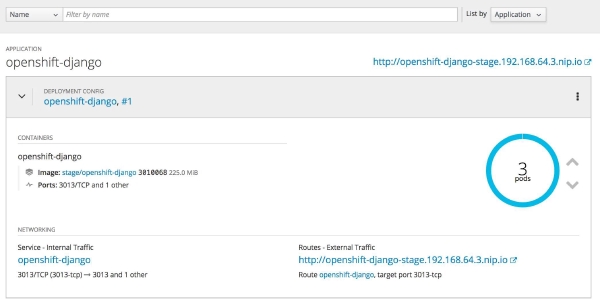 Name
Filter by name
List by
Application
APPLICATION
openshift-django
http://openshift-django-stage.192.168.64.3.nip.io
DEPLOYMENT CONFIG
openshift-django, #1
CONTAINERS
openshift-django
Image: stage/openshift-django 3010068 225.0 MiB
Ports: 3013/TCP and 1 other
3
pods
NETWORKING
Service - Internal Traffic
openshift-django
3013/TCP (3013-tcp) → 3013 and 1 other
Routes - External Traffic
http://openshift-django-stage.192.168.64.3.nip.io
Route openshift-django, target port 3013-tcp